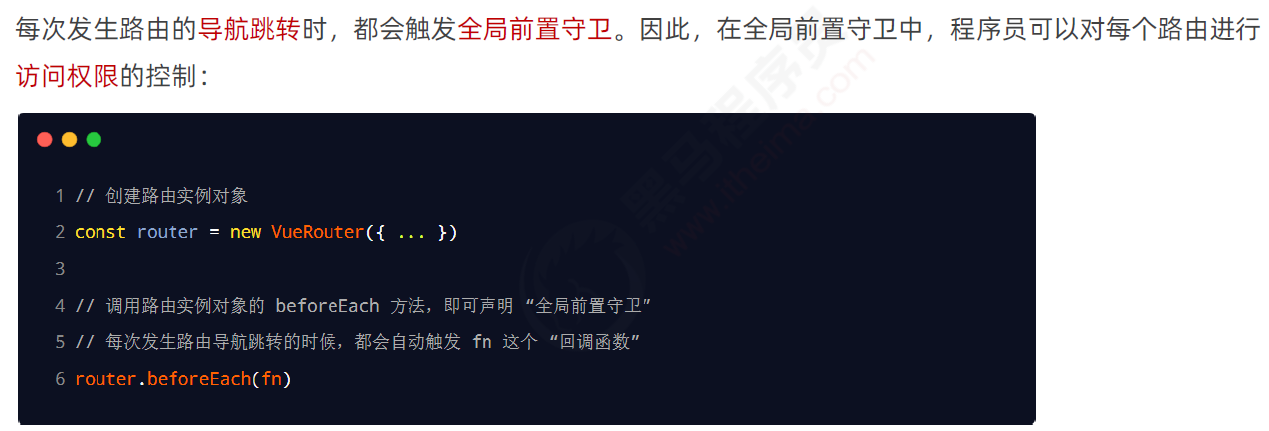 每次发生路由的导航跳转时，都会触发全局前置守卫。因此，在全局前置守卫中，程序员可以对每个路由进行
访问权限的控制：
1 // 创建路由实例对象
2 const router = new VueRouter({ ... })
3
4 // 调用路由实例对象的 beforeEach 方法，即可声明 “全局前置守卫”
5 // 每次发生路由导航跳转的时候，都会自动触发 fn 这个 “回调函数”
6 router.beforeEach(fn)
黑马程序员
www.itheima.com